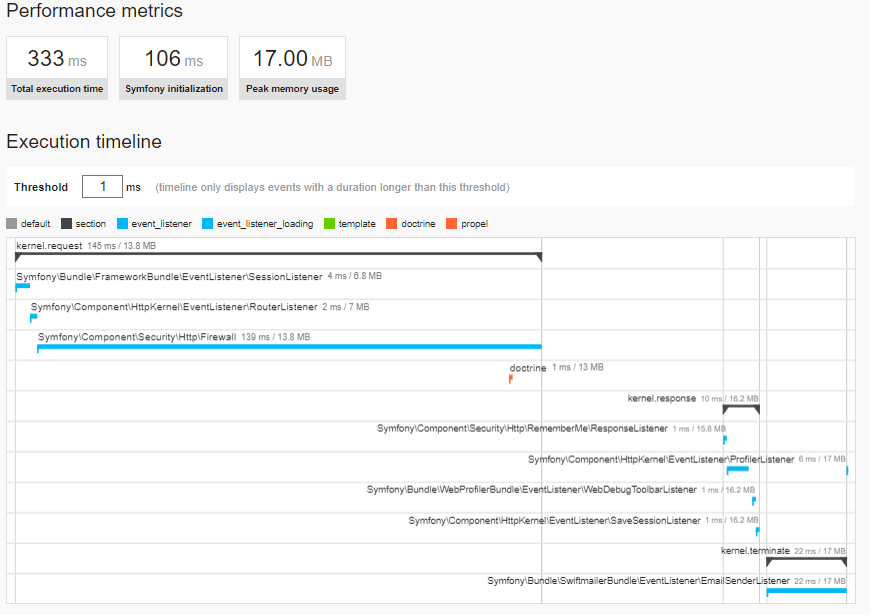 Performance metrics
333 ms 106 ms 17.00 MB
Total execution time Symfony initialization Peak memory usage
Execution timeline
Threshold 1 ms (timeline only displays events with a duration longer than this threshold)
default section event_listener event_listener_loading template doctrine propel
kernel.request 145 ms / 13.8 MB
Symfony\Bundle\FrameworkBundle\EventListener\SessionListener 4 ms / 6.8 MB
Symfony\Component\HttpKernel\EventListener\RouterListener 2 ms / 7 MB
Symfony\Component\Security\Http\Firewall 139 ms / 13.8 MB
doctrine 1 ms / 13 MB
kernel.response 10 ms / 16.2 MB
Symfony\Component\Security\Http\RememberMe\ResponseListener 1 ms / 15.8 MB
Symfony\Component\HttpKernel\EventListener\ProfilerListener 6 ms / 17 MB
Symfony\Bundle\WebProfilerBundle\EventListener\WebDebugToolbarListener 1 ms / 16.2 MB
Symfony\Component\HttpKernel\EventListener\SaveSessionListener 1 ms / 16.2 MB
kernel.terminate 22 ms / 17 MB
Symfony\Bundle\SwiftmailerBundle\EventListener\EmailSenderListener 22 ms / 17 MB